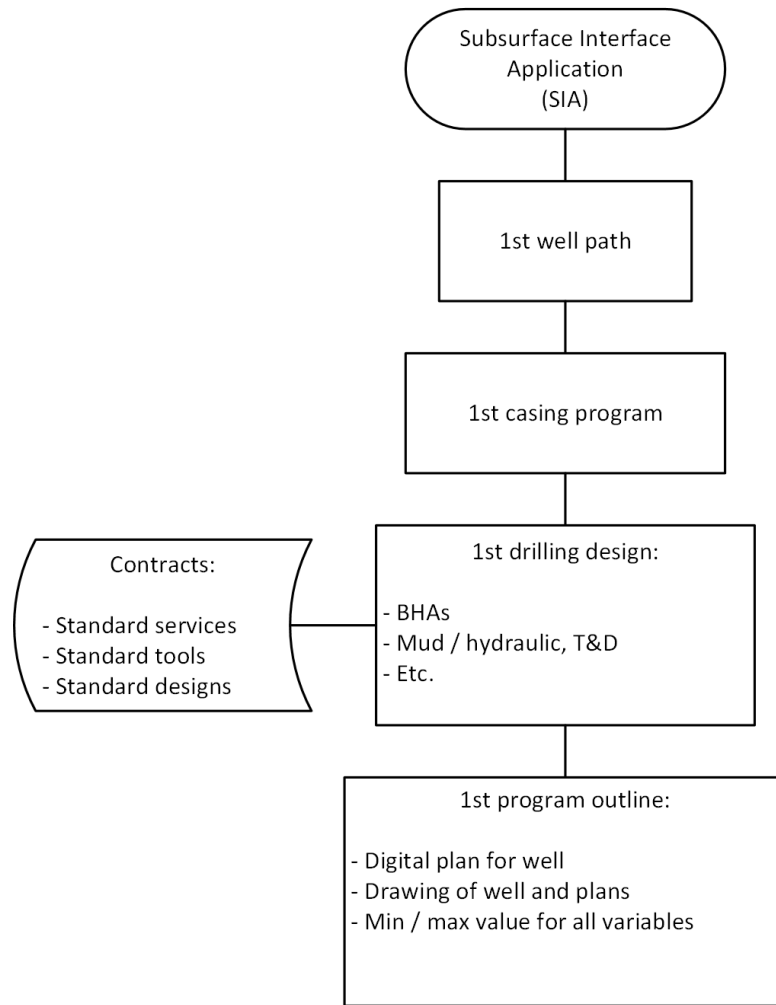 Subsurface Interface
Application
(SIA)
1st well path
1st casing program
Contracts:
- Standard services
- Standard tools
- Standard designs
1st drilling design:
- BHAs
- Mud / hydraulic, T&D
- Etc.
1st program outline:
- Digital plan for well
- Drawing of well and plans
- Min / max value for all variables